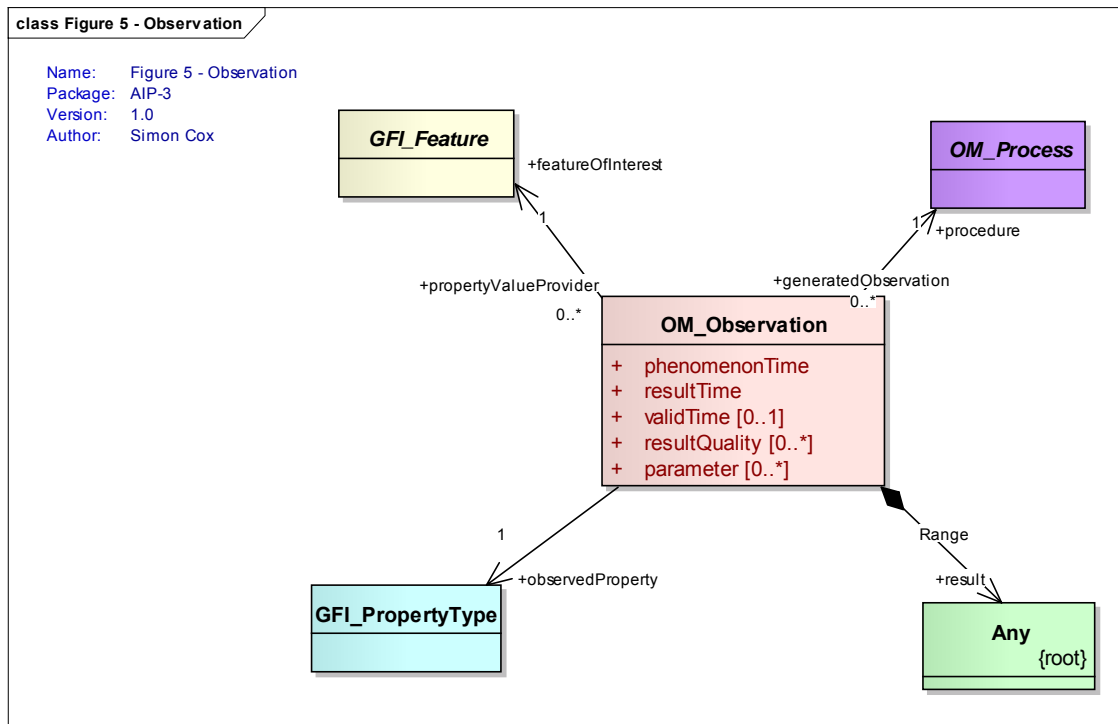 class Figure 5 - Observation
Name: Figure 5 - Observation
Package: AIP-3
Version: 1.0
Author: Simon Cox
GFI_Feature
OM_Process
+featureOfInterest
1
1
+procedure
+propertyValueProvider
0..*
+generatedObservation
0..*
OM_Observation
+ phenomenonTime
+ resultTime
+ validTime [0..1]
+ resultQuality [0..*]
+ parameter [0..*]
1
+observedProperty
Range
+result
GFI_PropertyType
Any
{root}